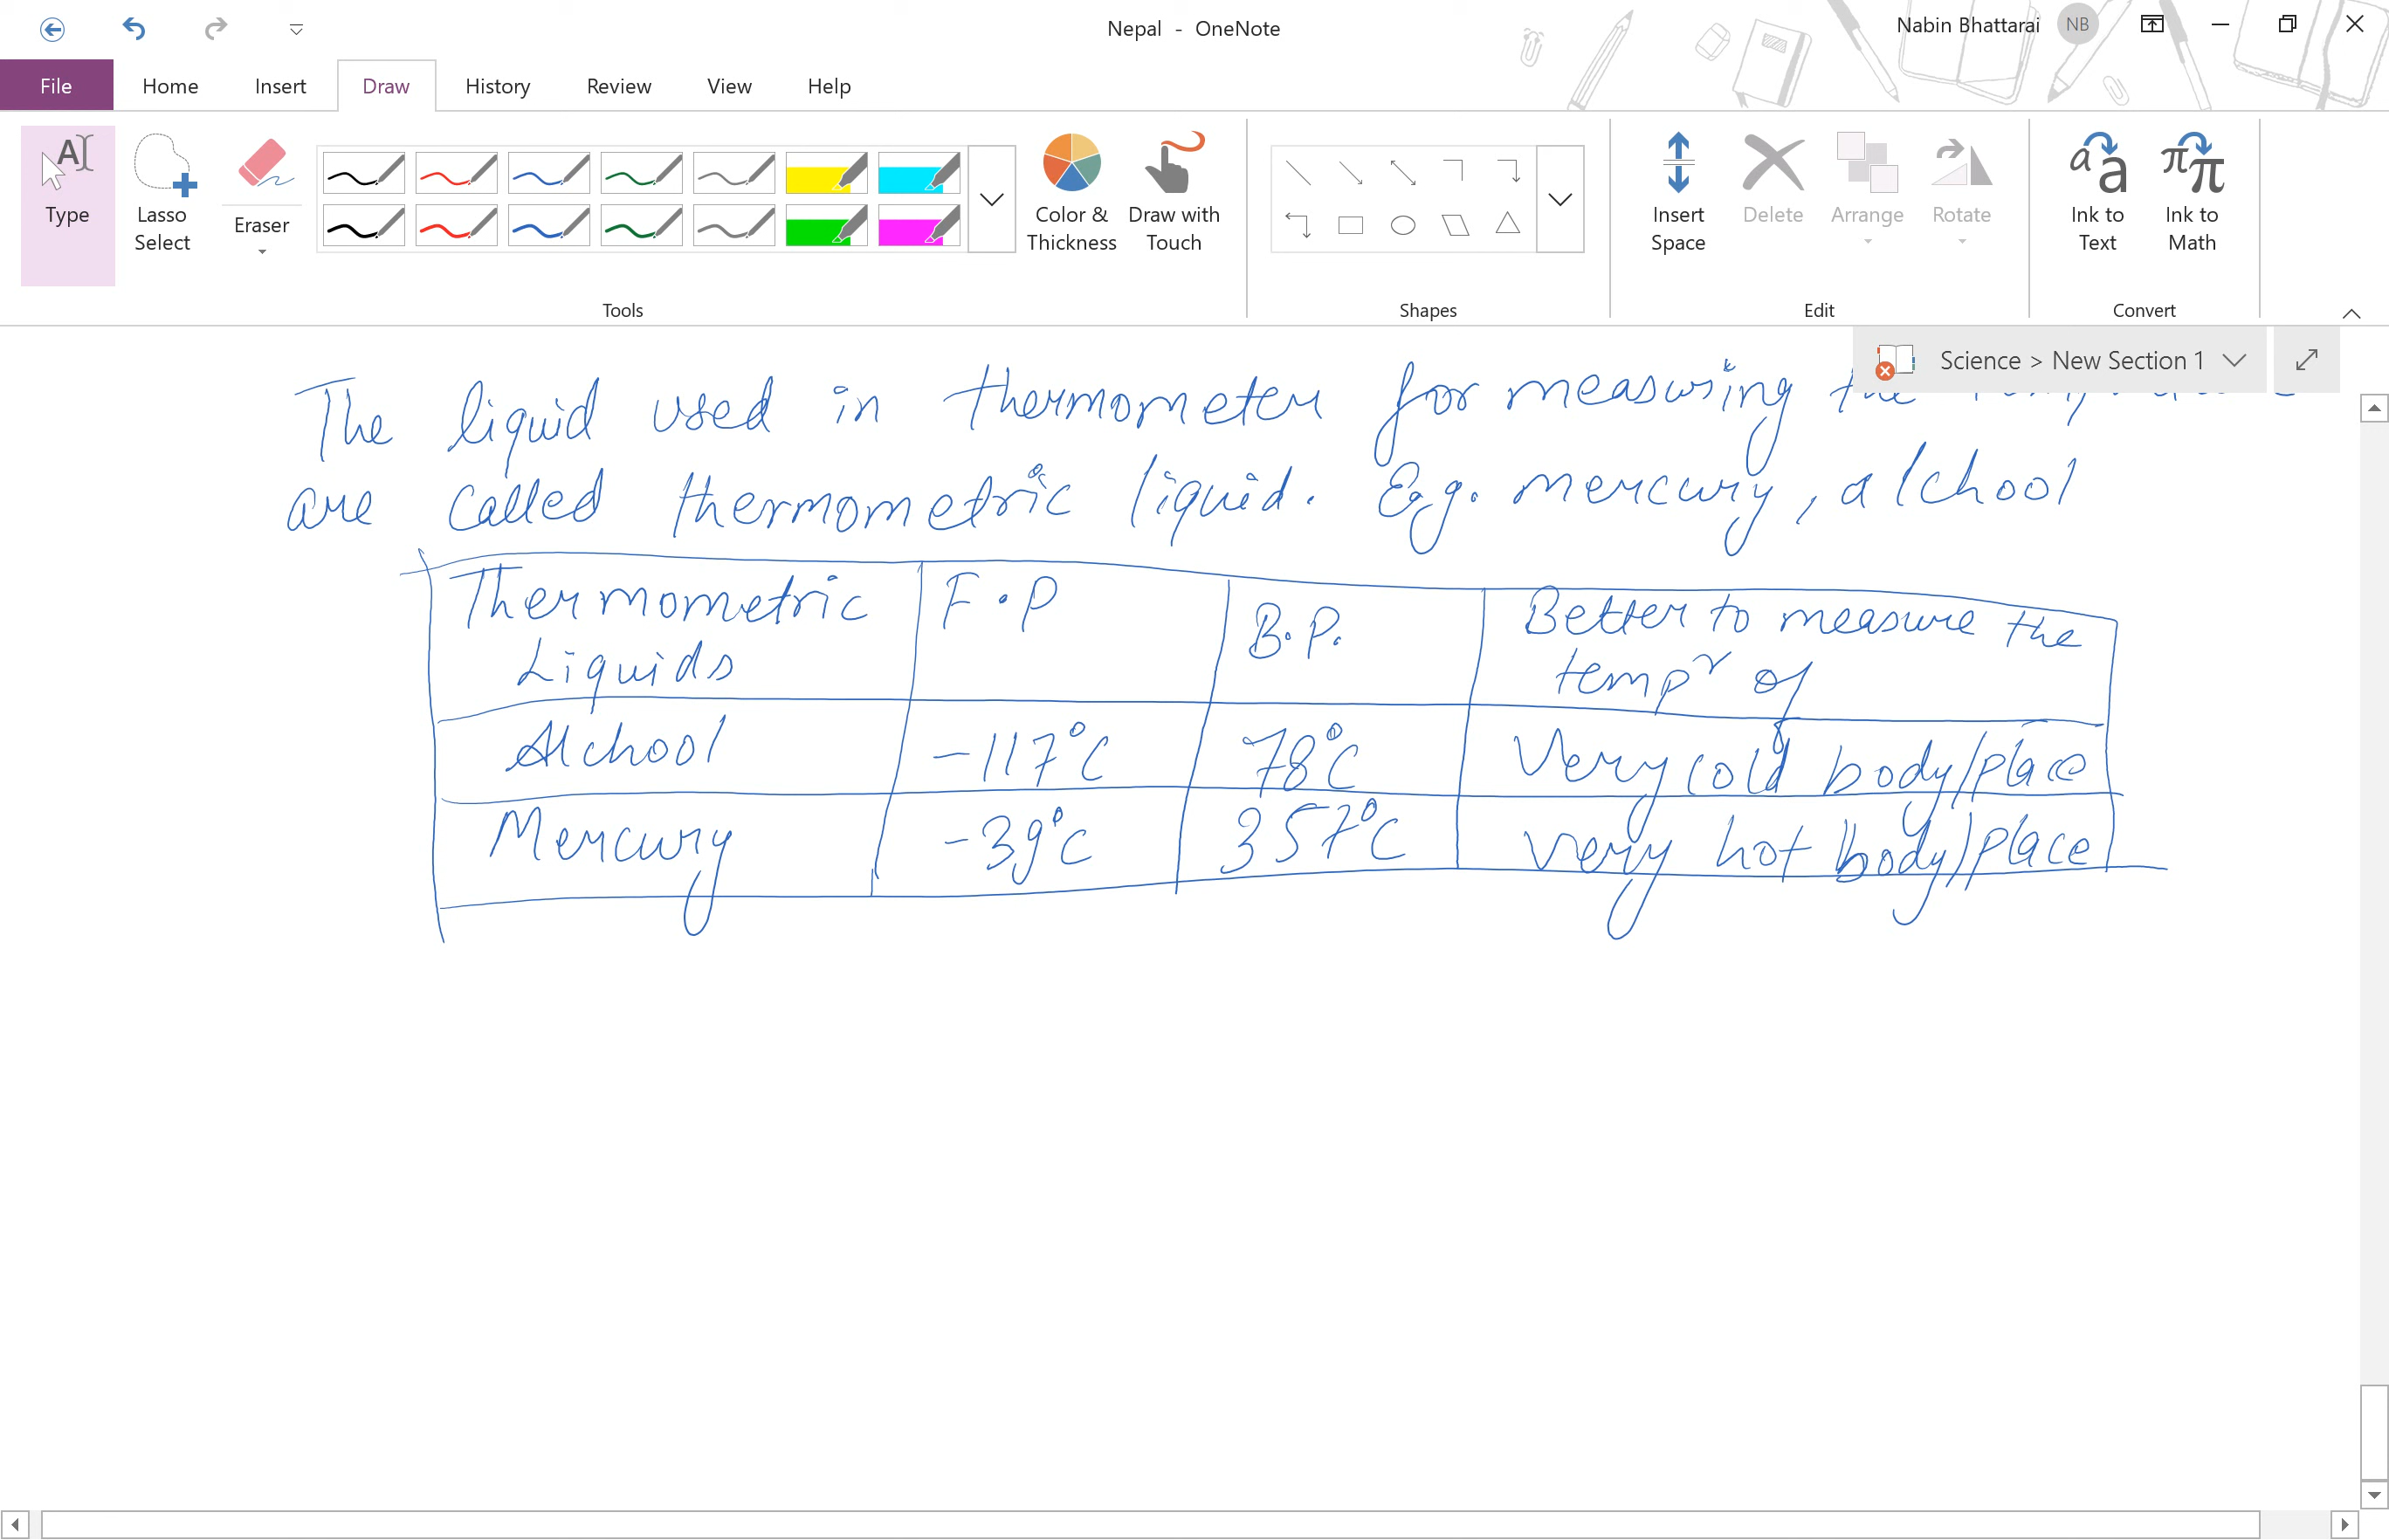 Nepal - OneNote
Nabin Bhattarai NB
File Home Insert Draw History Review View Help
Type
Lasso Select
Eraser
Color & Thickness
Draw with Touch
Insert Space
Delete
Arrange
Rotate
Ink to Text
Ink to Math
Tools Shapes Edit Convert
Science > New Section 1
The liquid used in thermometer for measuring the
are called thermometric liquid. E.g. mercury, alchool
Thermometric Liquids F.P B.P. Better to measure the tempr of
Alchool -117°C 78°C Very cold body/place
Mercury -39°C 357°C very hot body/place